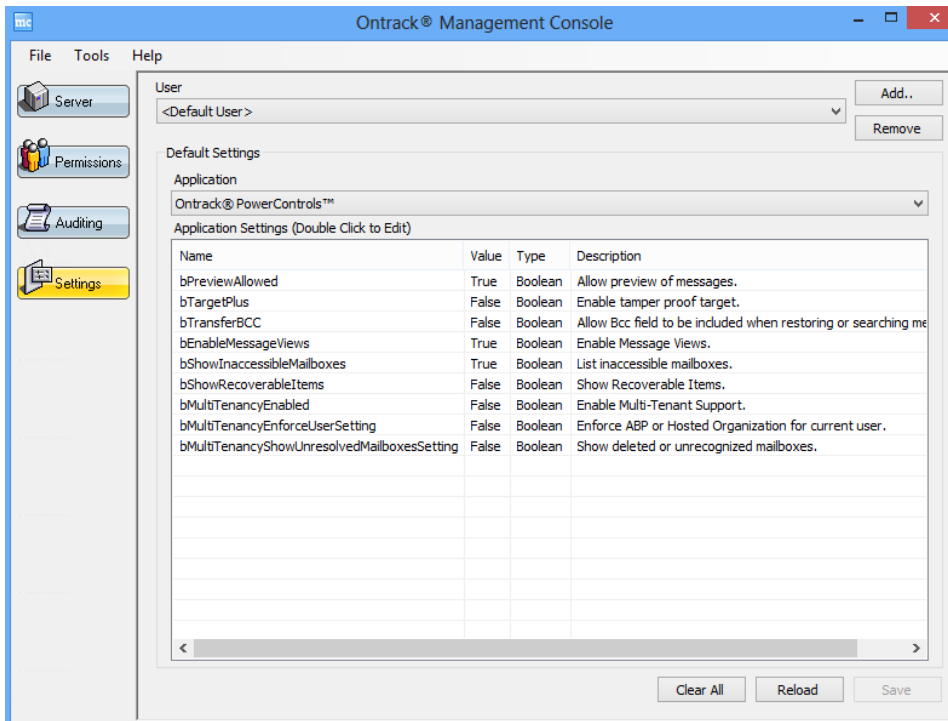 mc Ontrack® Management Console
File Tools Help
Server
Permissions
Auditing
Settings
User
<Default User>
Add..
Remove
Default Settings
Application
Ontrack® PowerControls™
Application Settings (Double Click to Edit)
Name Value Type Description
bPreviewAllowed True Boolean Allow preview of messages.
bTargetPlus False Boolean Enable tamper proof target.
bTransferBCC False Boolean Allow Bcc field to be included when restoring or searching me
bEnableMessageViews True Boolean Enable Message Views.
bShowInaccessibleMailboxes True Boolean List inaccessible mailboxes.
bShowRecoverableItems False Boolean Show Recoverable Items.
bMultiTenancyEnabled False Boolean Enable Multi-Tenant Support.
bMultiTenancyEnforceUserSetting False Boolean Enforce ABP or Hosted Organization for current user.
bMultiTenancyShowUnresolvedMailboxesSetting False Boolean Show deleted or unrecognized mailboxes.
Clear All Reload Save